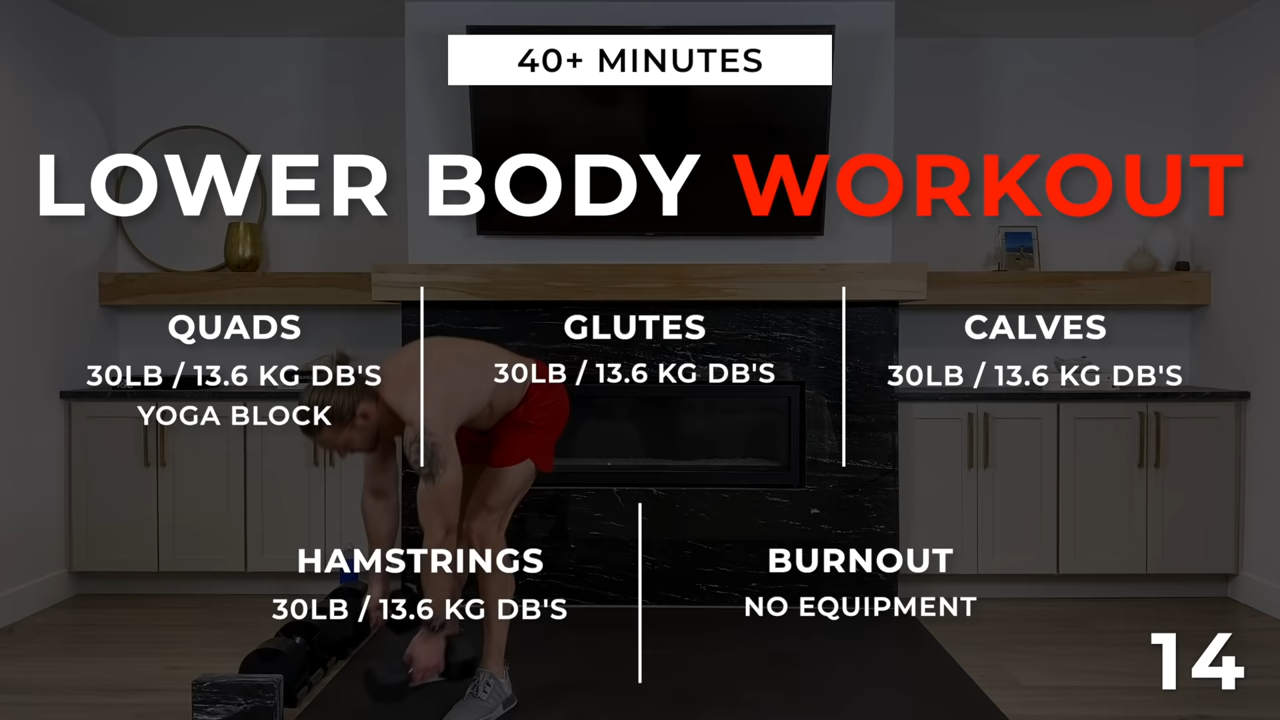 40+ MINUTES
LOWER BODY WORKOUT
QUADS
30LB / 13.6 KG DB'S
YOGA BLOCK
GLUTES
30LB / 13.6 KG DB'S
CALVES
30LB / 13.6 KG DB'S
HAMSTRINGS
30LB / 13.6 KG DB'S
BURNOUT
NO EQUIPMENT
14